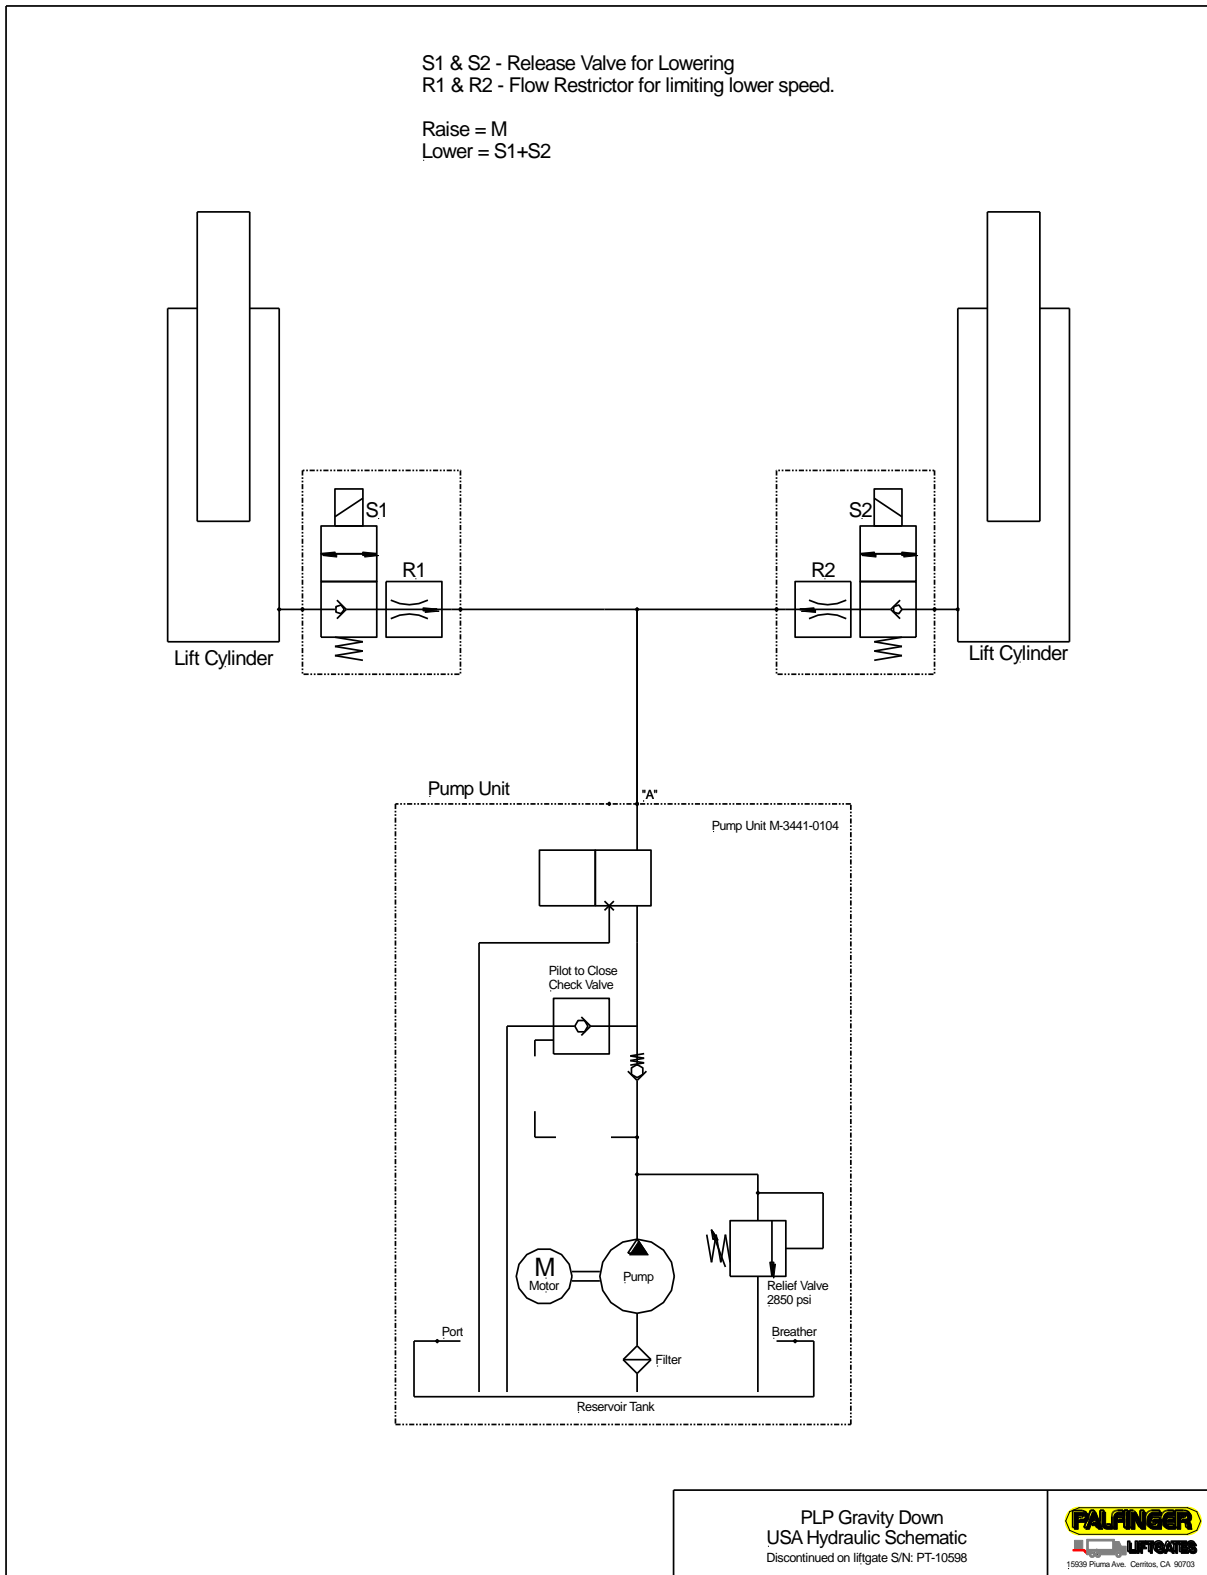 S1 & S2 - Release Valve for Lowering
R1 & R2 - Flow Restrictor for limiting lower speed.
Raise = M
Lower = S1+S2
S1
S2
R1
R2
Lift Cylinder
Lift Cylinder
Pump Unit
"A"
Pump Unit M-3441-0104
Pilot to Close
Check Valve
M
Motor
Pump
Relief Valve
2850 psi
Port
Breather
Filter
Reservoir Tank
PLP Gravity Down
USA Hydraulic Schematic
Discontinued on liftgate S/N: PT-10598
PALFINGER
LIFTGATES
15939 Piuma Ave. Cerritos, CA 90703